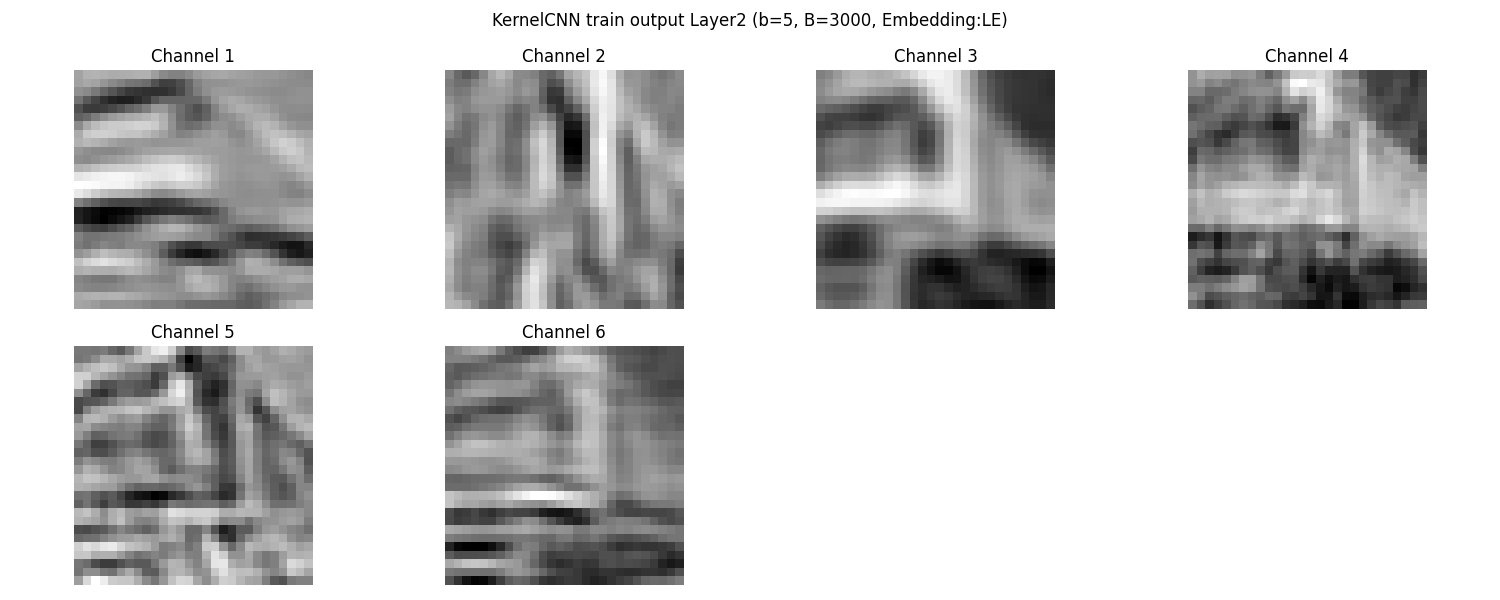 KernelCNN train output Layer2 (b=5, B=3000, Embedding:LE)
Channel 1
Channel 2
Channel 3
Channel 4
Channel 5
Channel 6